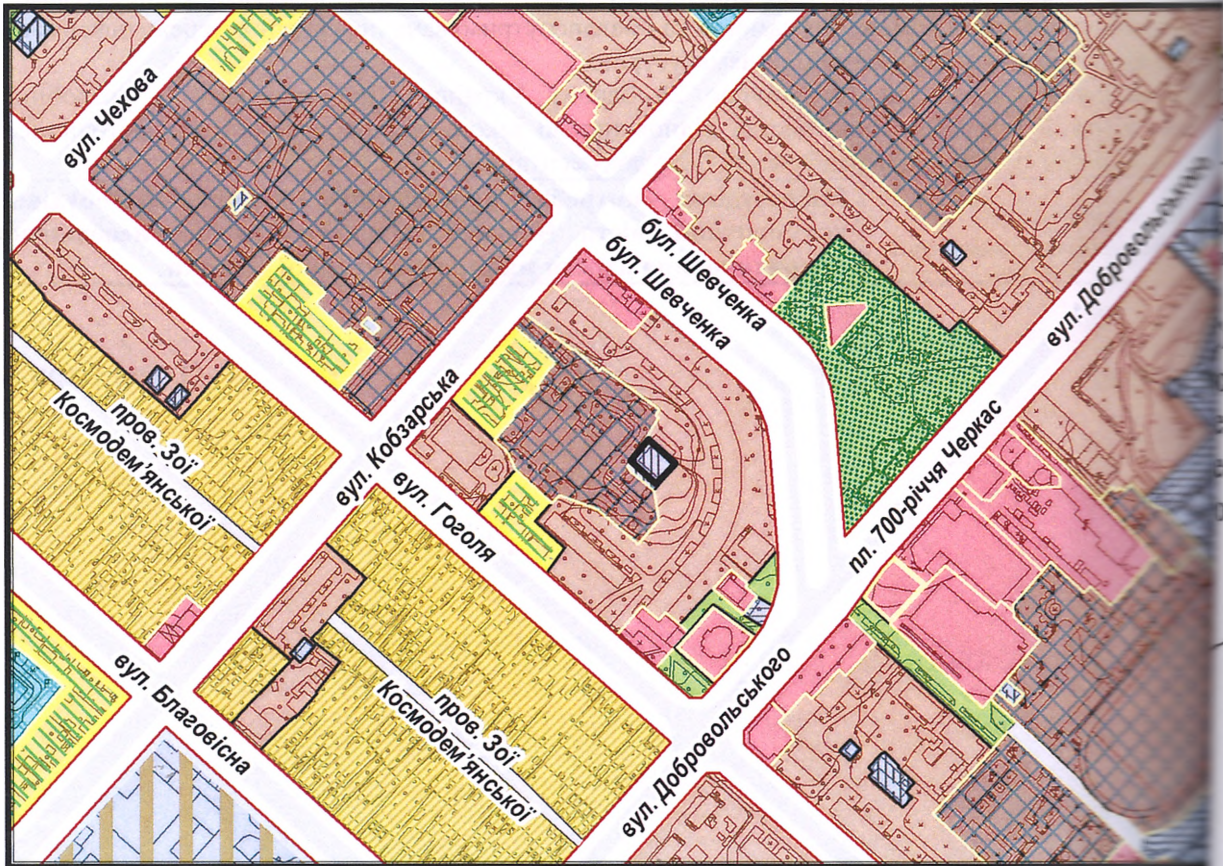 вул. Чехова
бул. Шевченка
бул. Шевченка
вул. Добровольського
вул. Кобзарська
пров. Зої
Космодем'янської
вул. Гоголя
пл. 700-річчя Черкас
вул. Благовісна
пров. Зої
Космодем'янської
вул. Добровольського